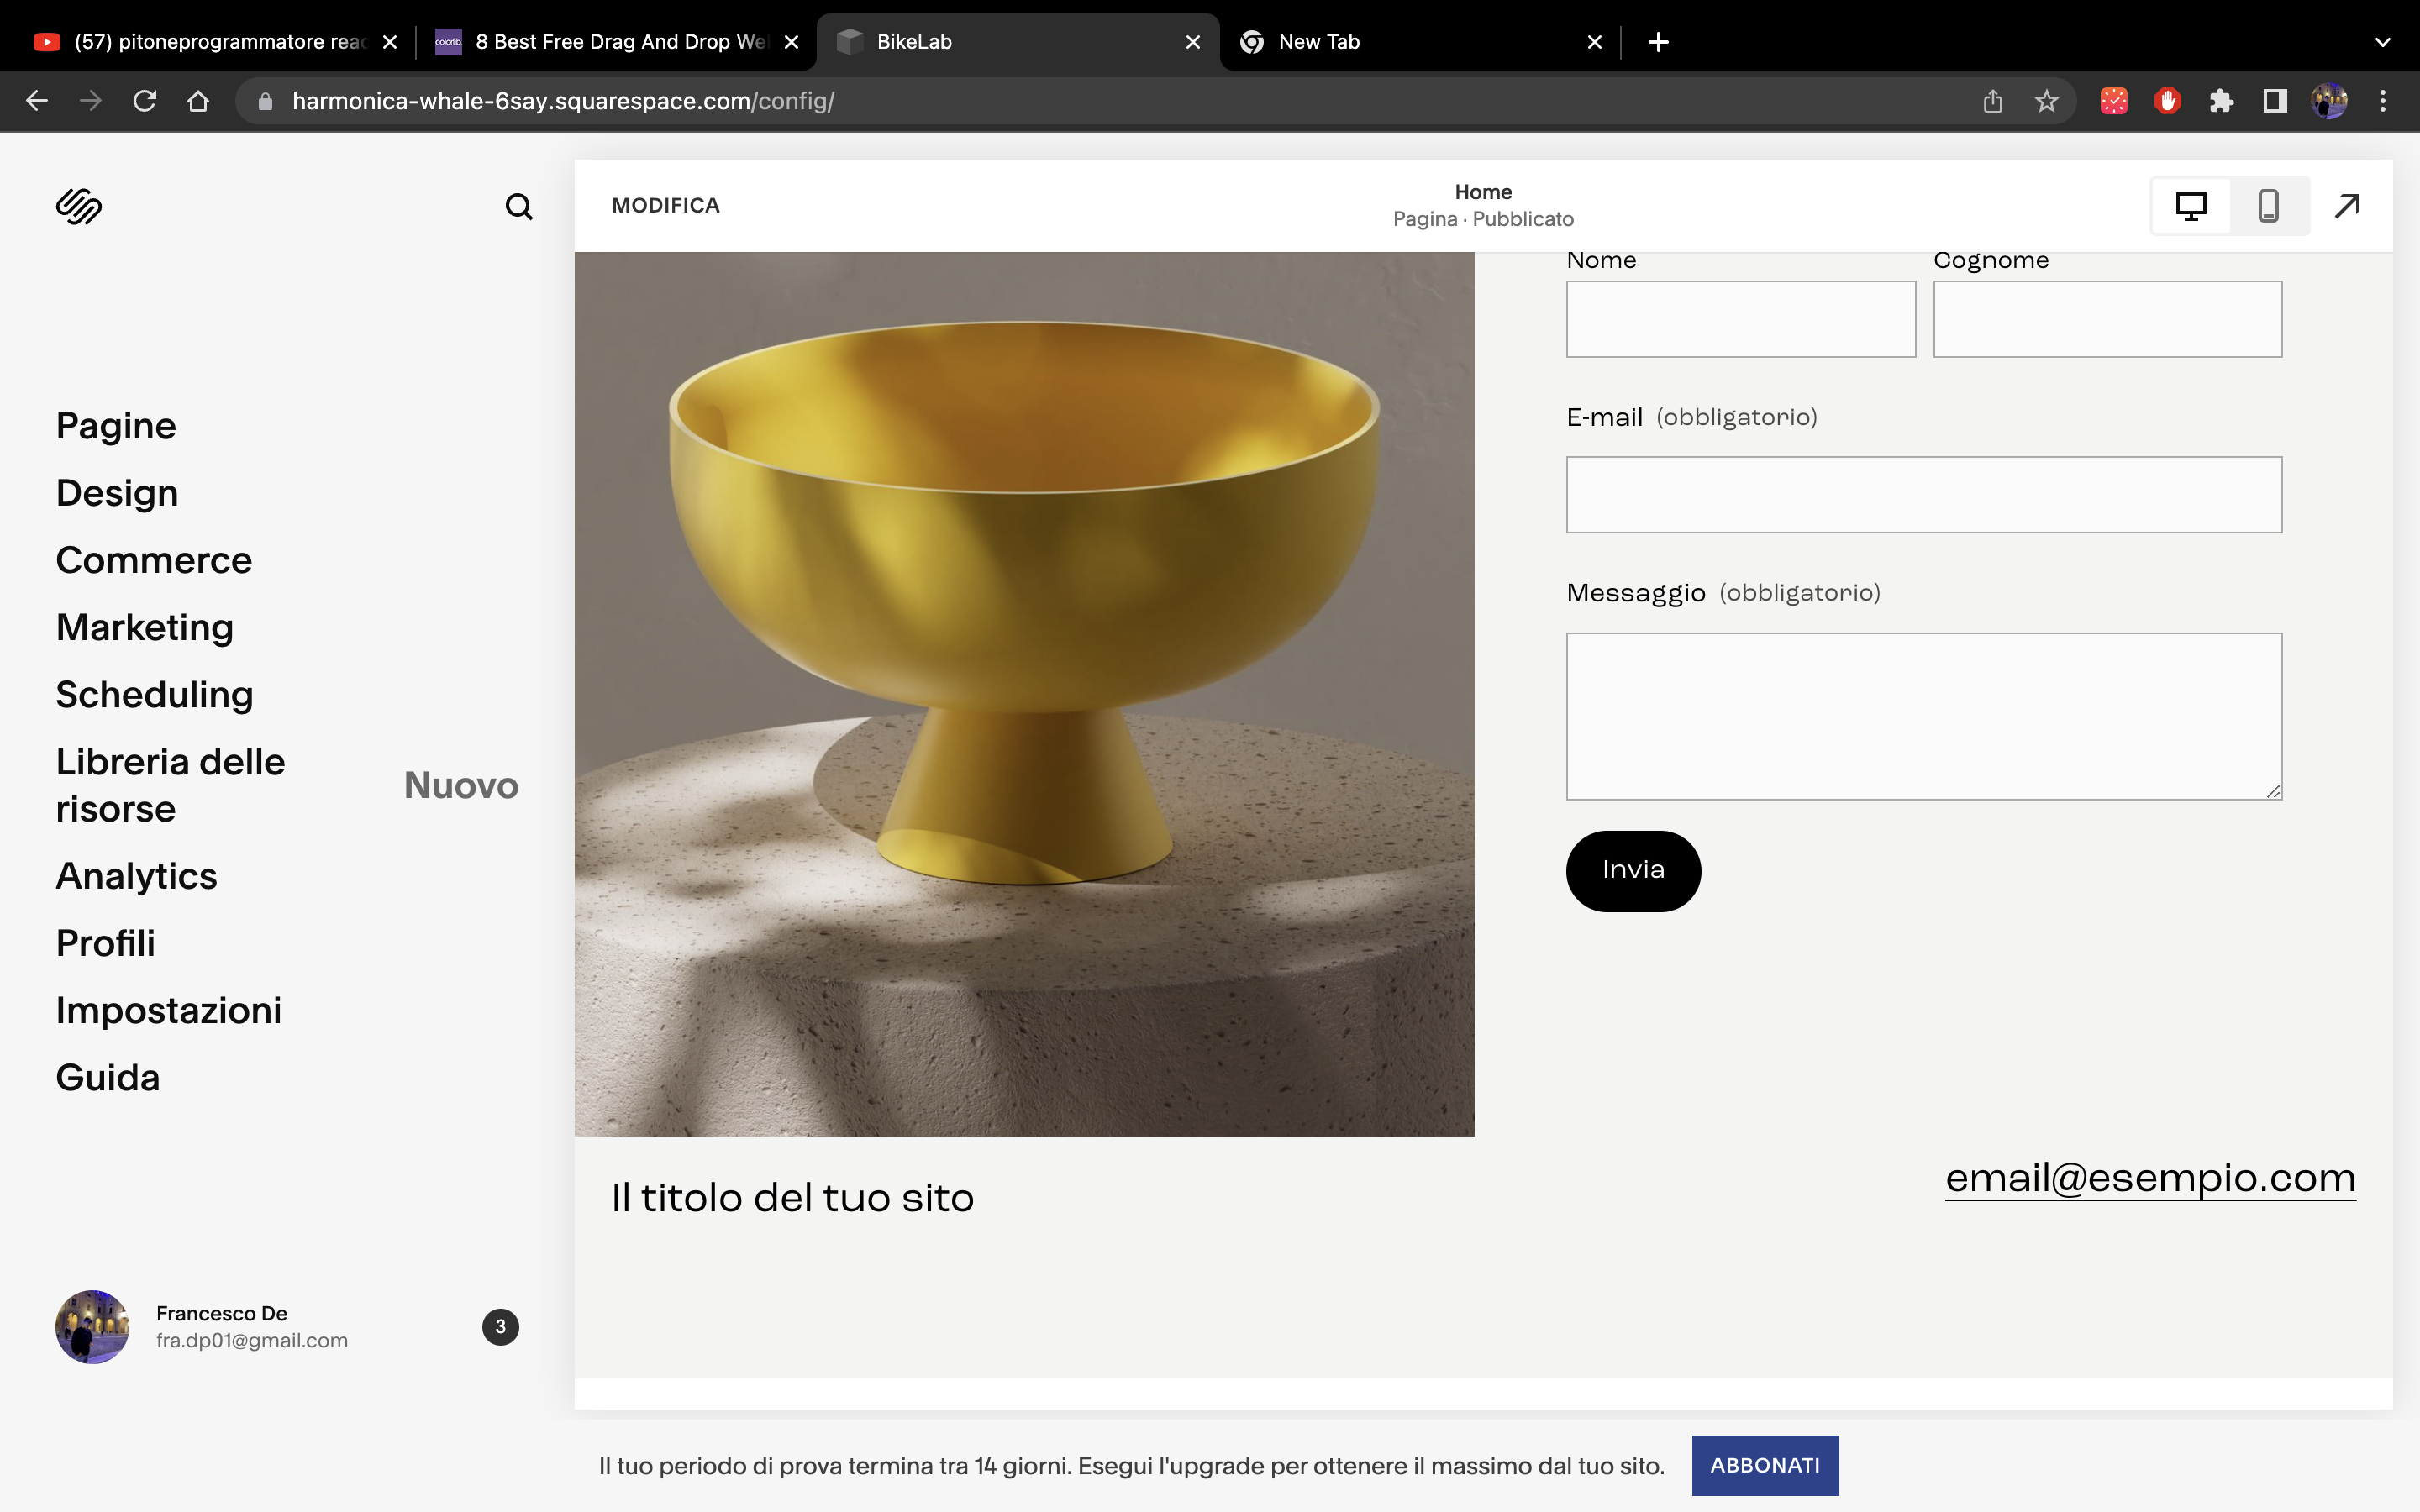 (57) pitoneprogrammatore reac
colorlib.
8 Best Free Drag And Drop We
BikeLab
New Tab
harmonica-whale-6say.squarespace.com/config/
MODIFICA
Home
Pagina · Pubblicato
Nome
Cognome
E-mail (obbligatorio)
Messaggio (obbligatorio)
Invia
Pagine
Design
Commerce
Marketing
Scheduling
Libreria delle
risorse
Nuovo
Analytics
Profili
Impostazioni
Guida
Il titolo del tuo sito
email@esempio.com
Francesco De
fra.dp01@gmail.com
3
Il tuo periodo di prova termina tra 14 giorni. Esegui l'upgrade per ottenere il massimo dal tuo sito.
ABBONATI